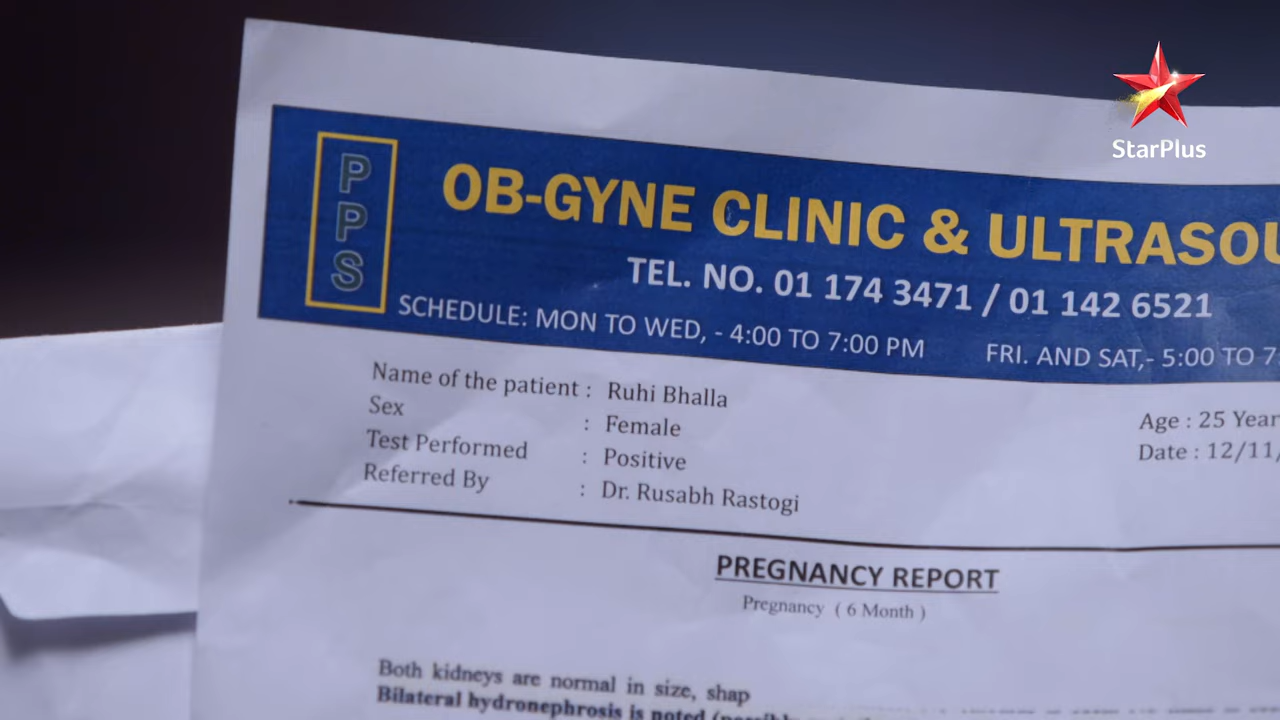 StarPlus
P
P
S
OB-GYNE CLINIC & ULTRASOU
TEL. NO. 01 174 3471 / 01 142 6521
SCHEDULE: MON TO WED, - 4:00 TO 7:00 PM FRI. AND SAT,- 5:00 TO 7
Name of the patient : Ruhi Bhalla
Sex : Female
Test Performed : Positive
Referred By : Dr. Rusabh Rastogi
Age : 25 Year
Date : 12/11/
PREGNANCY REPORT
Pregnancy ( 6 Month )
Both kidneys are normal in size, shap
Bilateral hydronephrosis is noted